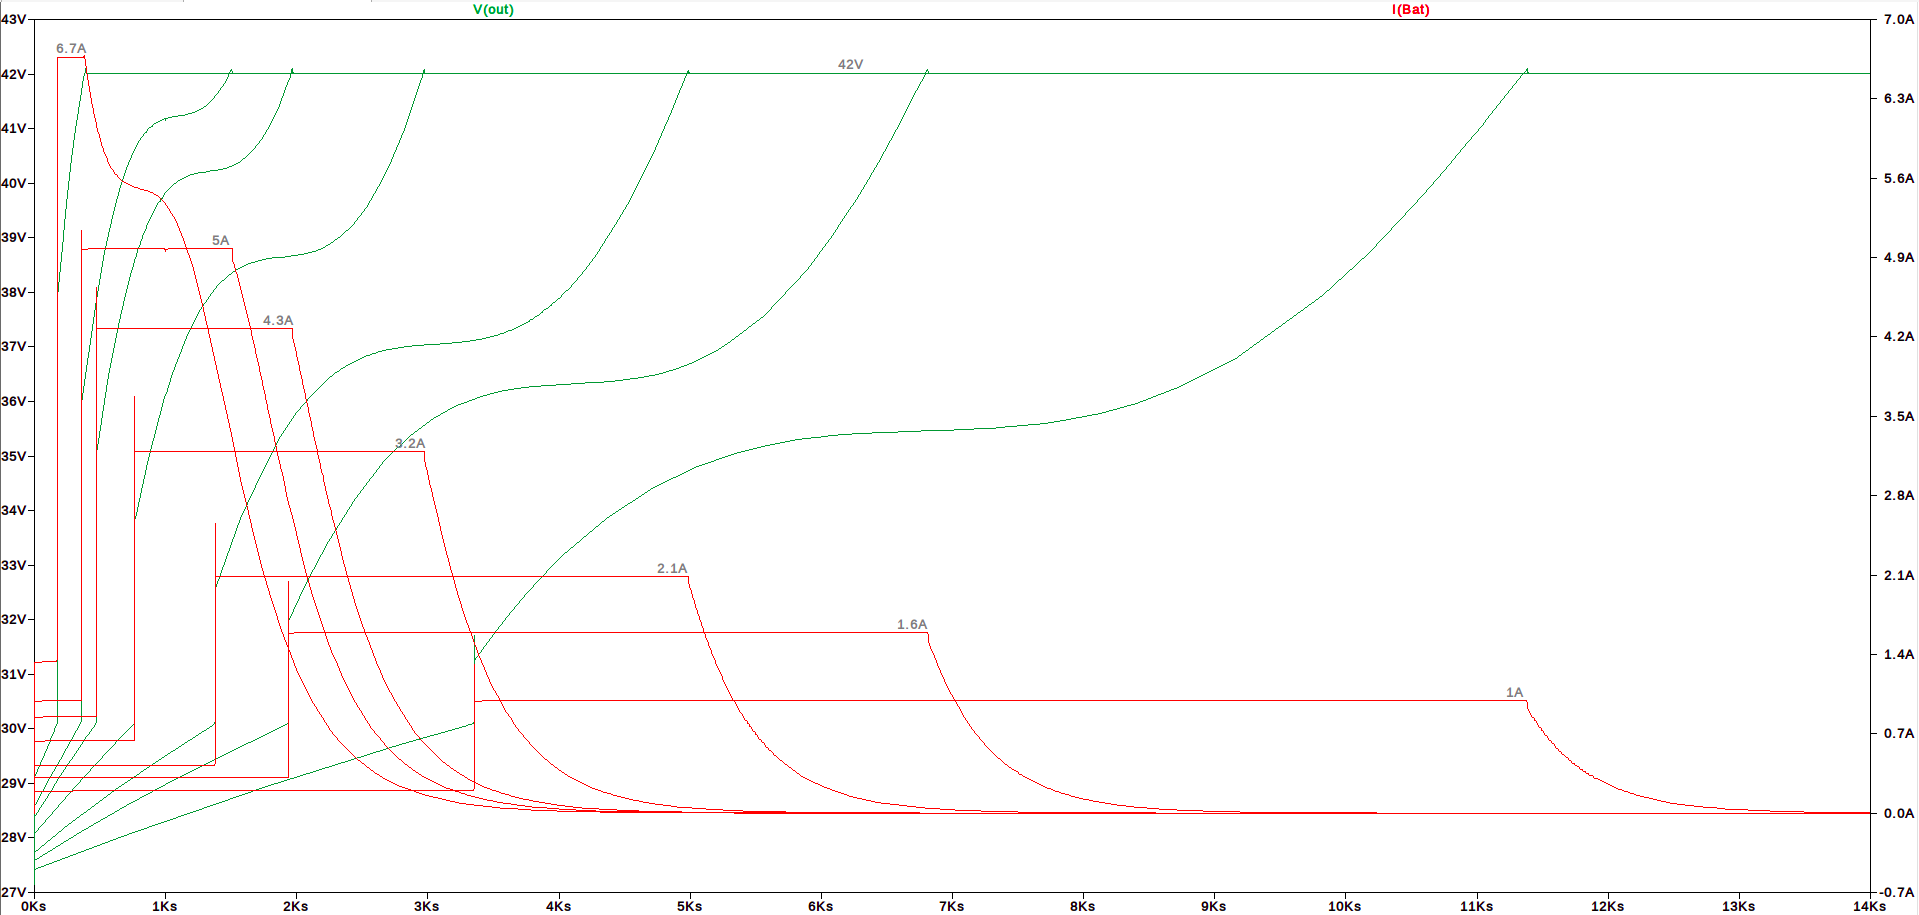 V(out) I(Bat)
43V 7.0A
6.7A
42V 42V
6.3A
41V
40V 5.6A
39V 5A
4.9A
38V
4.3A
37V 4.2A
36V
3.5A
3.2A
35V
34V 2.8A
33V 2.1A 2.1A
32V 1.6A
31V 1.4A
1A
30V 0.7A
29V
0.0A
28V
27V -0.7A
0Ks 1Ks 2Ks 3Ks 4Ks 5Ks 6Ks 7Ks 8Ks 9Ks 10Ks 11Ks 12Ks 13Ks 14Ks